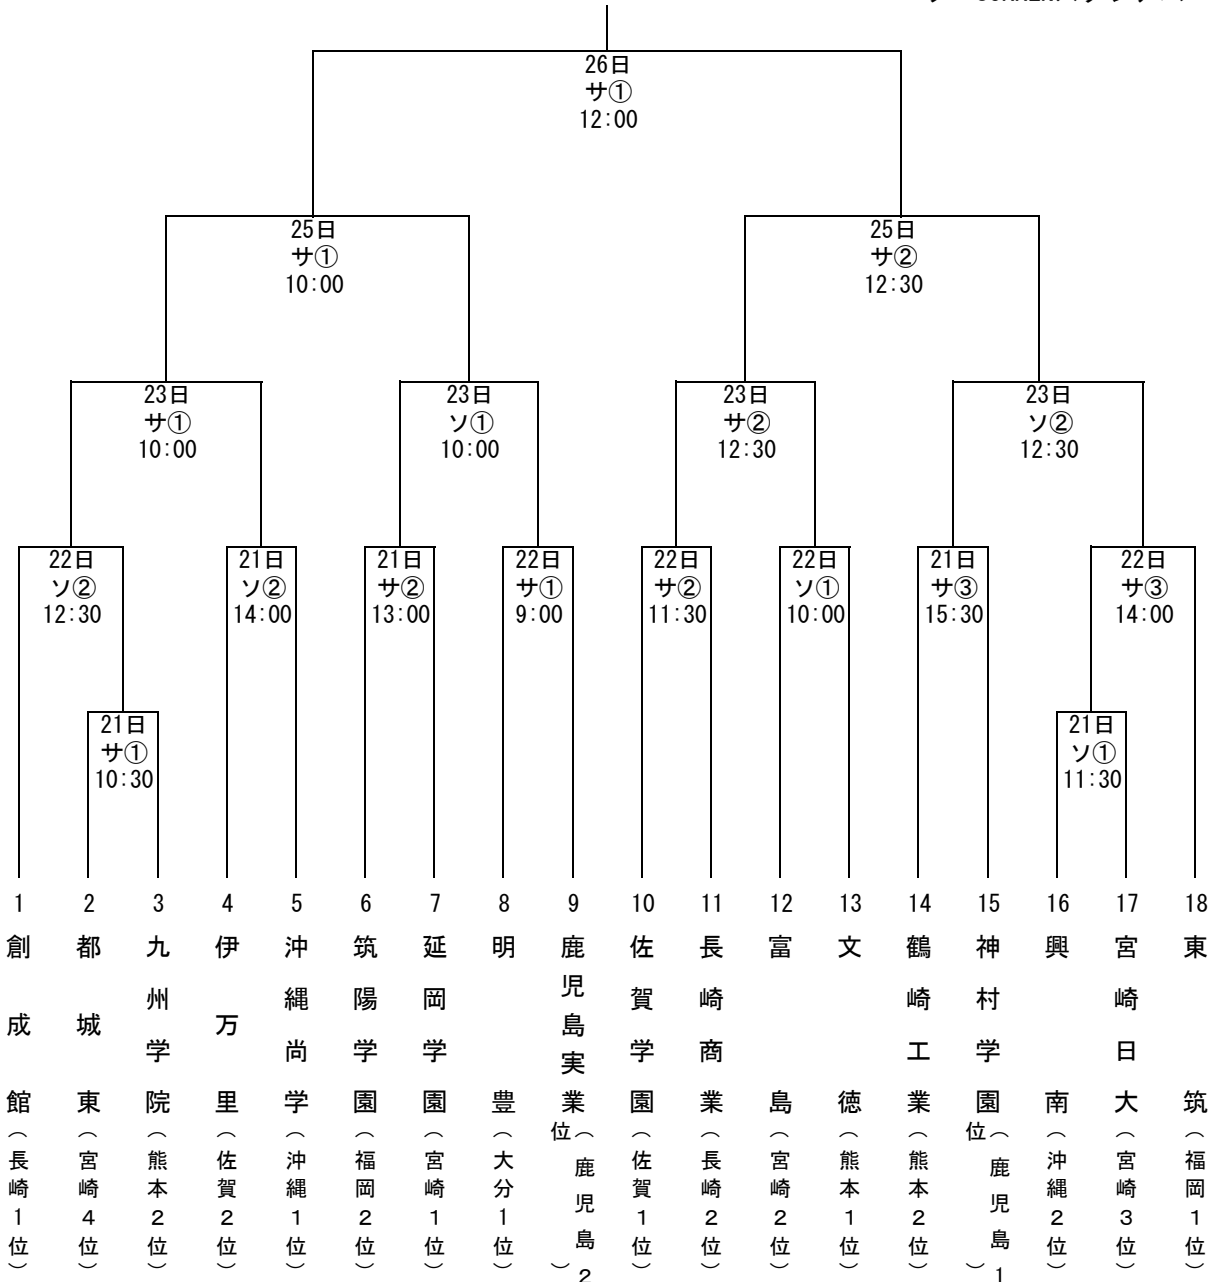 26日
サ①
12:00
25日
サ①
10:00
25日
サ②
12:30
23日
サ①
10:00
23日
ソ①
10:00
23日
サ②
12:30
23日
ソ②
12:30
22日
ソ②
12:30
21日
ソ②
14:00
21日
サ②
13:00
22日
サ①
9:00
22日
サ②
11:30
22日
ソ①
10:00
21日
サ③
15:30
22日
サ③
14:00
21日
サ①
10:30
21日
ソ①
11:30
1
創成館
(長崎1位)
2
都城東
(宮崎4位)
3
九州学院
(熊本2位)
4
伊万里
(佐賀2位)
5
沖縄尚学
(沖縄1位)
6
筑陽学園
(福岡2位)
7
延岡学園
(宮崎1位)
8
明豊
(大分1位)
9
鹿児島実業
(鹿児島2位)
10
佐賀学園
(佐賀1位)
11
長崎商業
(長崎2位)
12
富島
(宮崎2位)
13
文徳
(熊本1位)
14
鶴崎工業
(熊本2位)
15
神村学園
(鹿児島1位)
16
興南
(沖縄2位)
17
宮崎日大
(宮崎3位)
18
東筑
(福岡1位)